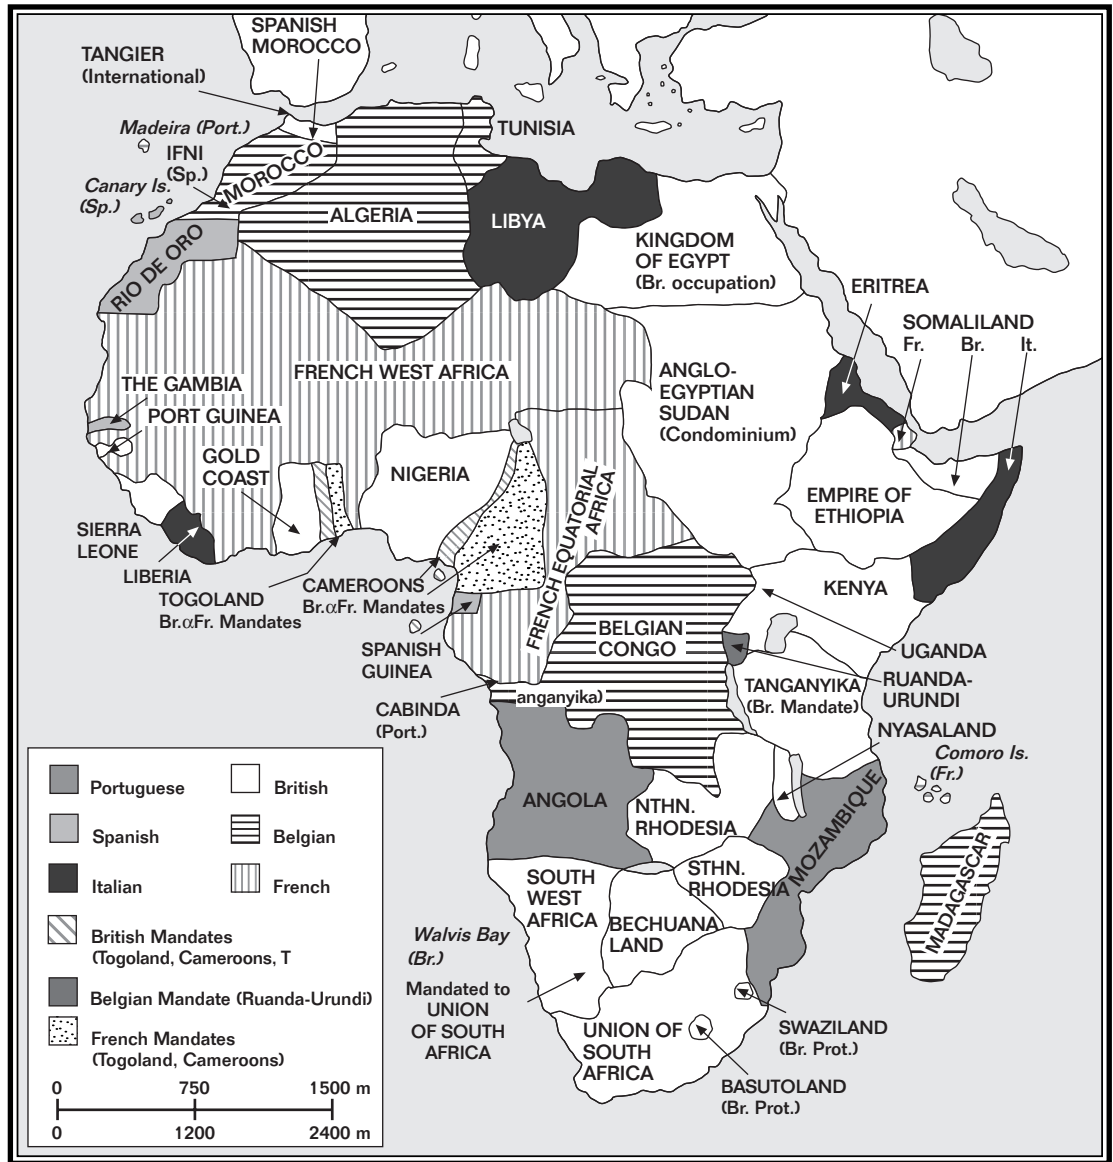 SPANISH
MOROCCO
TANGIER
(International)
Madeira (Port.)
IFNI
(Sp.)
Canary Is.
(Sp.)
MOROCCO
TUNISIA
ALGERIA
LIBYA
RIO DE ORO
KINGDOM
OF EGYPT
(Br. occupation)
ERITREA
SOMALILAND
Fr. Br. It.
FRENCH WEST AFRICA
ANGLO-
EGYPTIAN
SUDAN
(Condominium)
THE GAMBIA
PORT GUINEA
GOLD
COAST
NIGERIA
FRENCH EQUATORIAL
AFRICA
EMPIRE OF
ETHIOPIA
SIERRA
LEONE
LIBERIA
TOGOLAND
Br.αFr. Mandates
CAMEROONS
Br.αFr. Mandates
KENYA
SPANISH
GUINEA
BELGIAN
CONGO
UGANDA
RUANDA-
URUNDI
TANGANYIKA
(Br. Mandate)
anganyika)
CABINDA
(Port.)
NYASALAND
Comoro Is.
(Fr.)
ANGOLA
NTHN.
RHODESIA
MOZAMBIQUE
MADAGASCAR
STHN.
RHODESIA
SOUTH
WEST
AFRICA
BECHUANA
LAND
Walvis Bay
(Br.)
Mandated to
UNION
OF SOUTH
AFRICA
UNION OF
SOUTH
AFRICA
SWAZILAND
(Br. Prot.)
BASUTOLAND
(Br. Prot.)
Portuguese British
Spanish Belgian
Italian French
British Mandates
(Togoland, Cameroons, T
Belgian Mandate (Ruanda-Urundi)
French Mandates
(Togoland, Cameroons)
0 750 1500 m
0 1200 2400 m